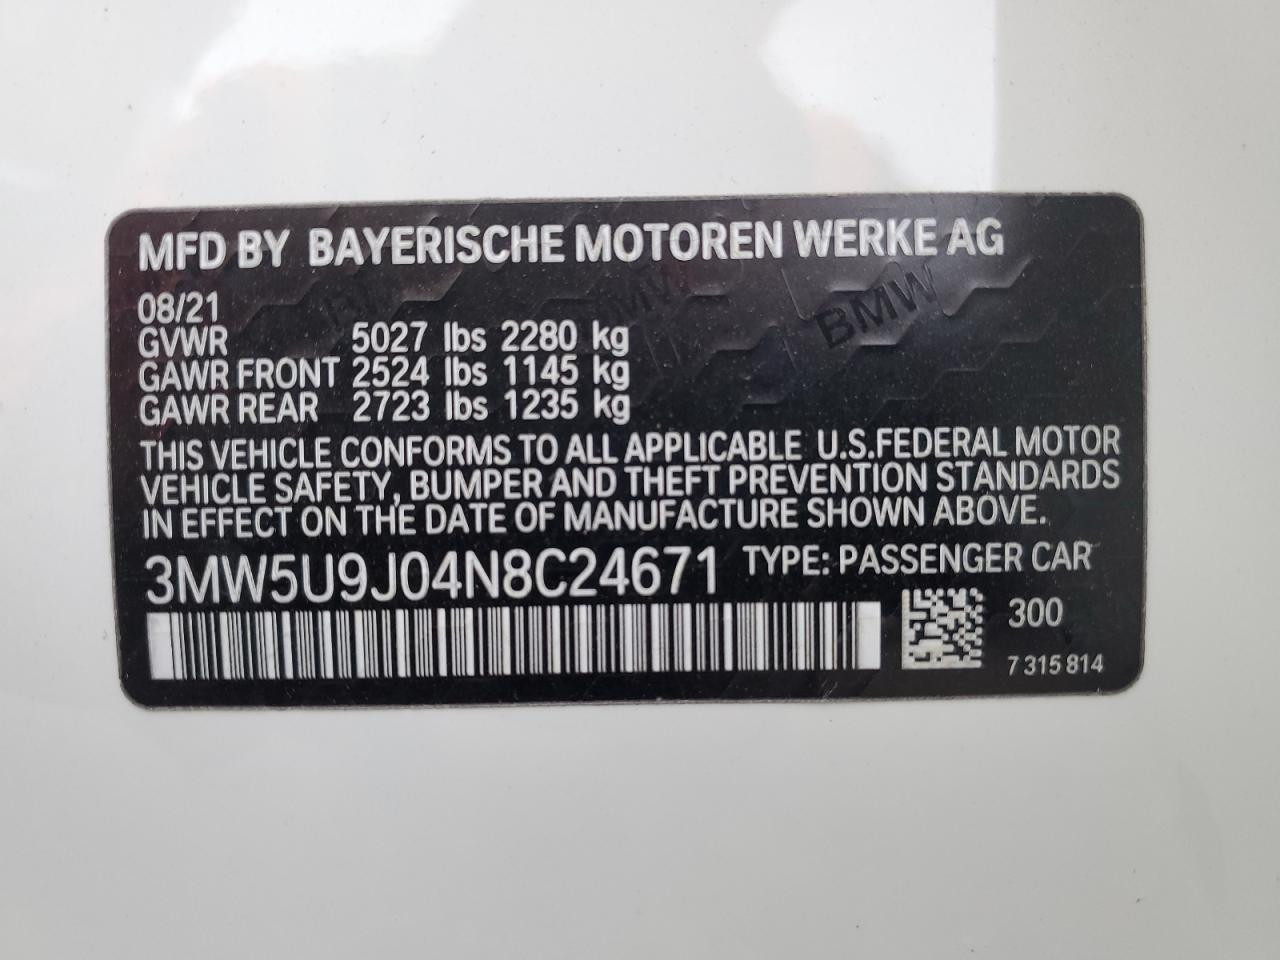 MFD BY BAYERISCHE MOTOREN WERKE AG
08/21
GVWR 5027 lbs 2280 kg
GAWR FRONT 2524 lbs 1145 kg
GAWR REAR 2723 lbs 1235 kg
THIS VEHICLE CONFORMS TO ALL APPLICABLE U.S.FEDERAL MOTOR
VEHICLE SAFETY, BUMPER AND THEFT PREVENTION STANDARDS
IN EFFECT ON THE DATE OF MANUFACTURE SHOWN ABOVE.
3MW5U9J04N8C24671 TYPE: PASSENGER CAR
300
7 315 814
BMW